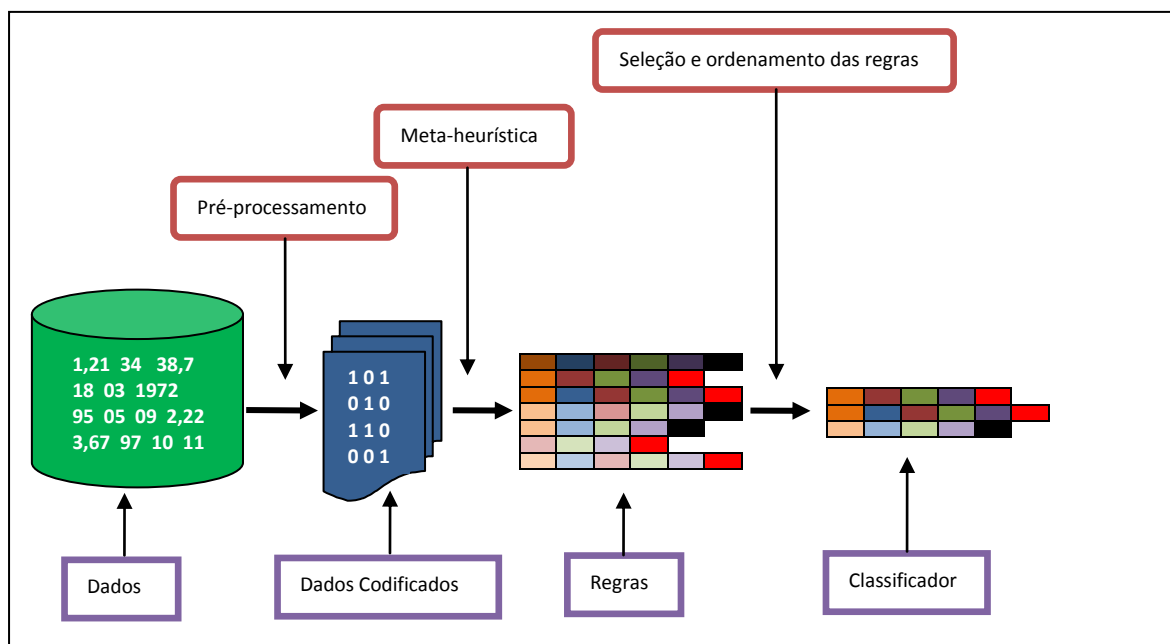 Seleção e ordenamento das regras
Meta-heurística
Pré-processamento
1,21 34 38,7
18 03 1972
95 05 09 2,22
3,67 97 10 11
1 0 1
0 1 0
1 1 0
0 0 1
Dados
Dados Codificados
Regras
Classificador